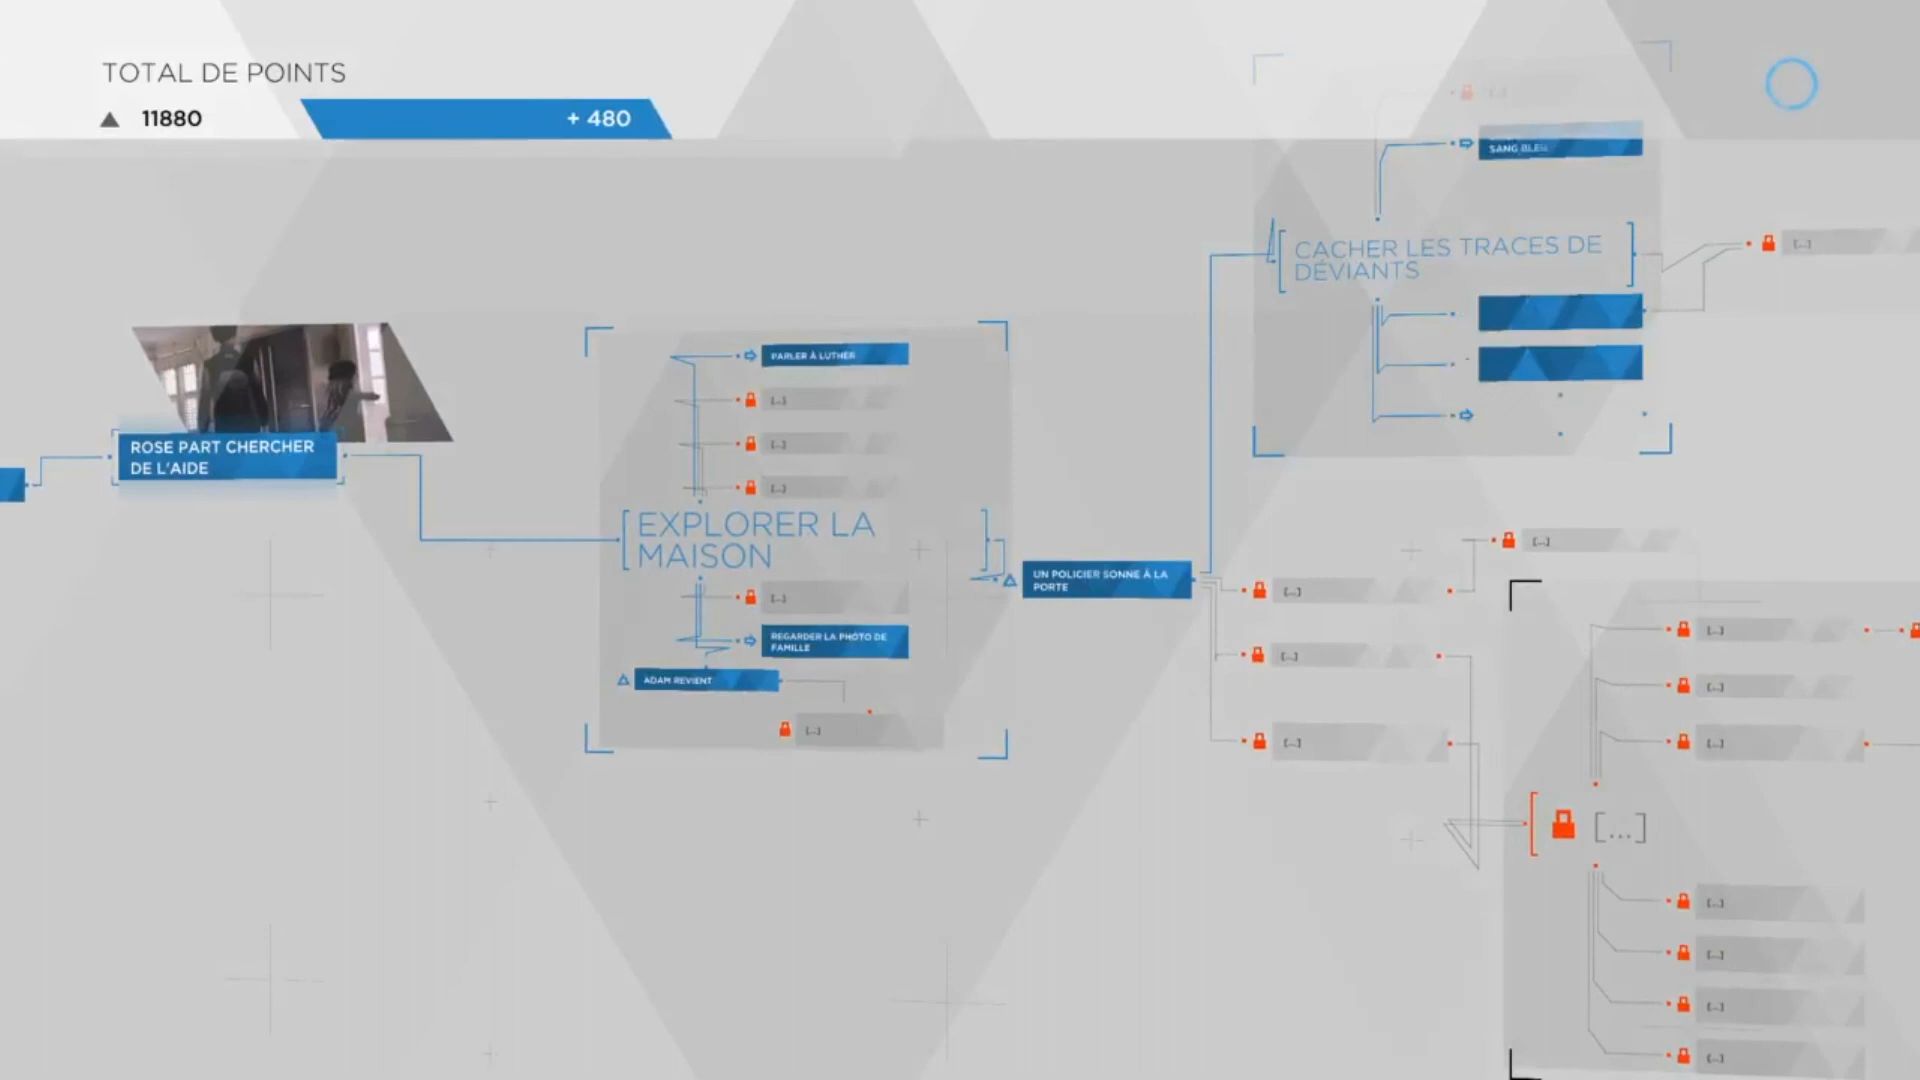 TOTAL DE POINTS
11880
+ 480
[...]
SANG BLEU
CACHER LES TRACES DE
DÉVIANTS
[...]
PARLER À LUTHER
[...]
[...]
[...]
ROSE PART CHERCHER
DE L'AIDE
EXPLORER LA
MAISON
[...]
REGARDER LA PHOTO DE
FAMILLE
ADAM REVIENT
[...]
UN POLICIER SONNE À LA
PORTE
[...]
[...]
[...]
[...]
[...]
[...]
[...]
[...]
[...]
[...]
[...]
[...]